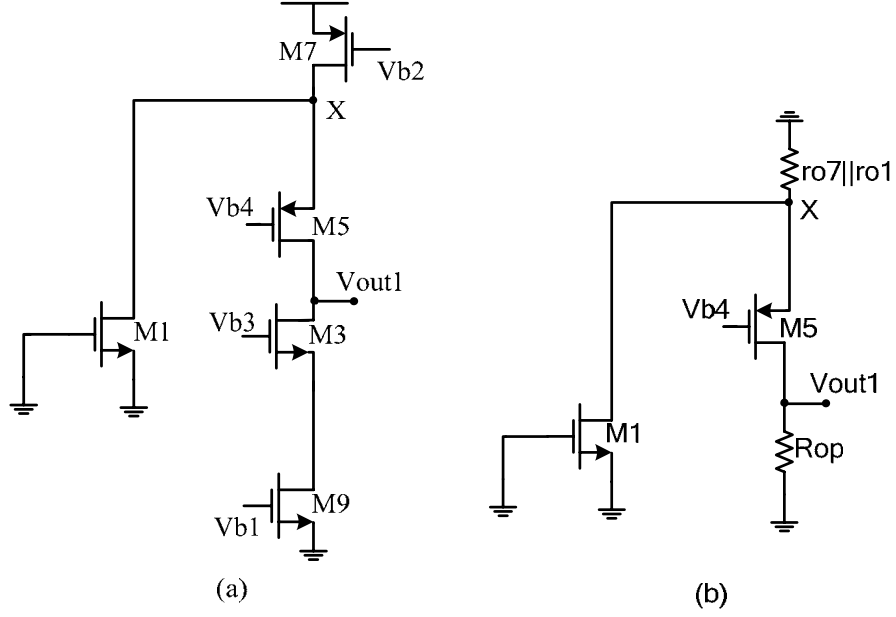 M7
Vb2
X
Vb4
M5
Vout1
Vb3
M3
M1
M9
Vb1
(a)
ro7||ro1
X
Vb4
M5
Vout1
M1
Rop
(b)